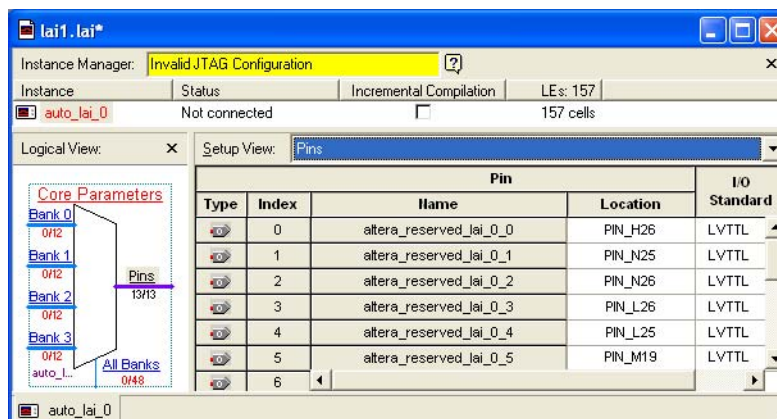 lai1.lai*
Instance Manager: Invalid JTAG Configuration ? x
Instance Status Incremental Compilation LEs: 157
auto_lai_0 Not connected 157 cells
Logical View: x Setup View: Pins
Core Parameters
Bank 0
0/12
Bank 1
0/12
Bank 2
0/12
Bank 3
0/12
Pins
13/13
auto_l...
All Banks
0/48
Pin I/O Standard
Type Index Name Location
0 altera_reserved_lai_0_0 PIN_H26 LVTTL
1 altera_reserved_lai_0_1 PIN_N25 LVTTL
2 altera_reserved_lai_0_2 PIN_N26 LVTTL
3 altera_reserved_lai_0_3 PIN_L26 LVTTL
4 altera_reserved_lai_0_4 PIN_L25 LVTTL
5 altera_reserved_lai_0_5 PIN_M19 LVTTL
6
auto_lai_0